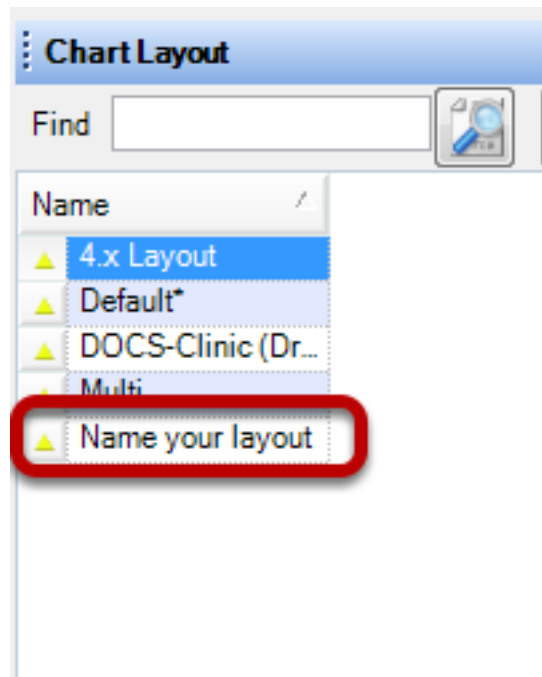 Chart Layout
Find
Name
4.x Layout
Default*
DOCS-Clinic (Dr...
Multi
Name your layout